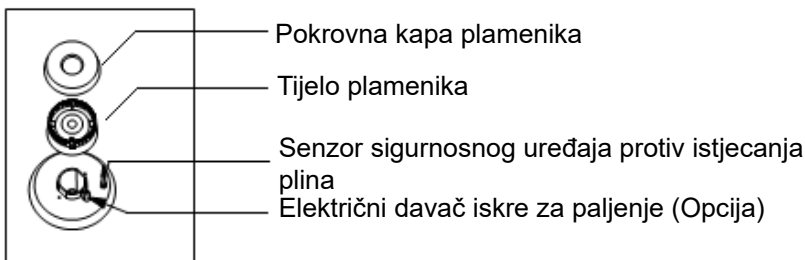 Pokrovna kapa plamenika
Tijelo plamenika
Senzor sigurnosnog uređaja protiv istjecanja
plina
Električni davač iskre za paljenje (Opcija)